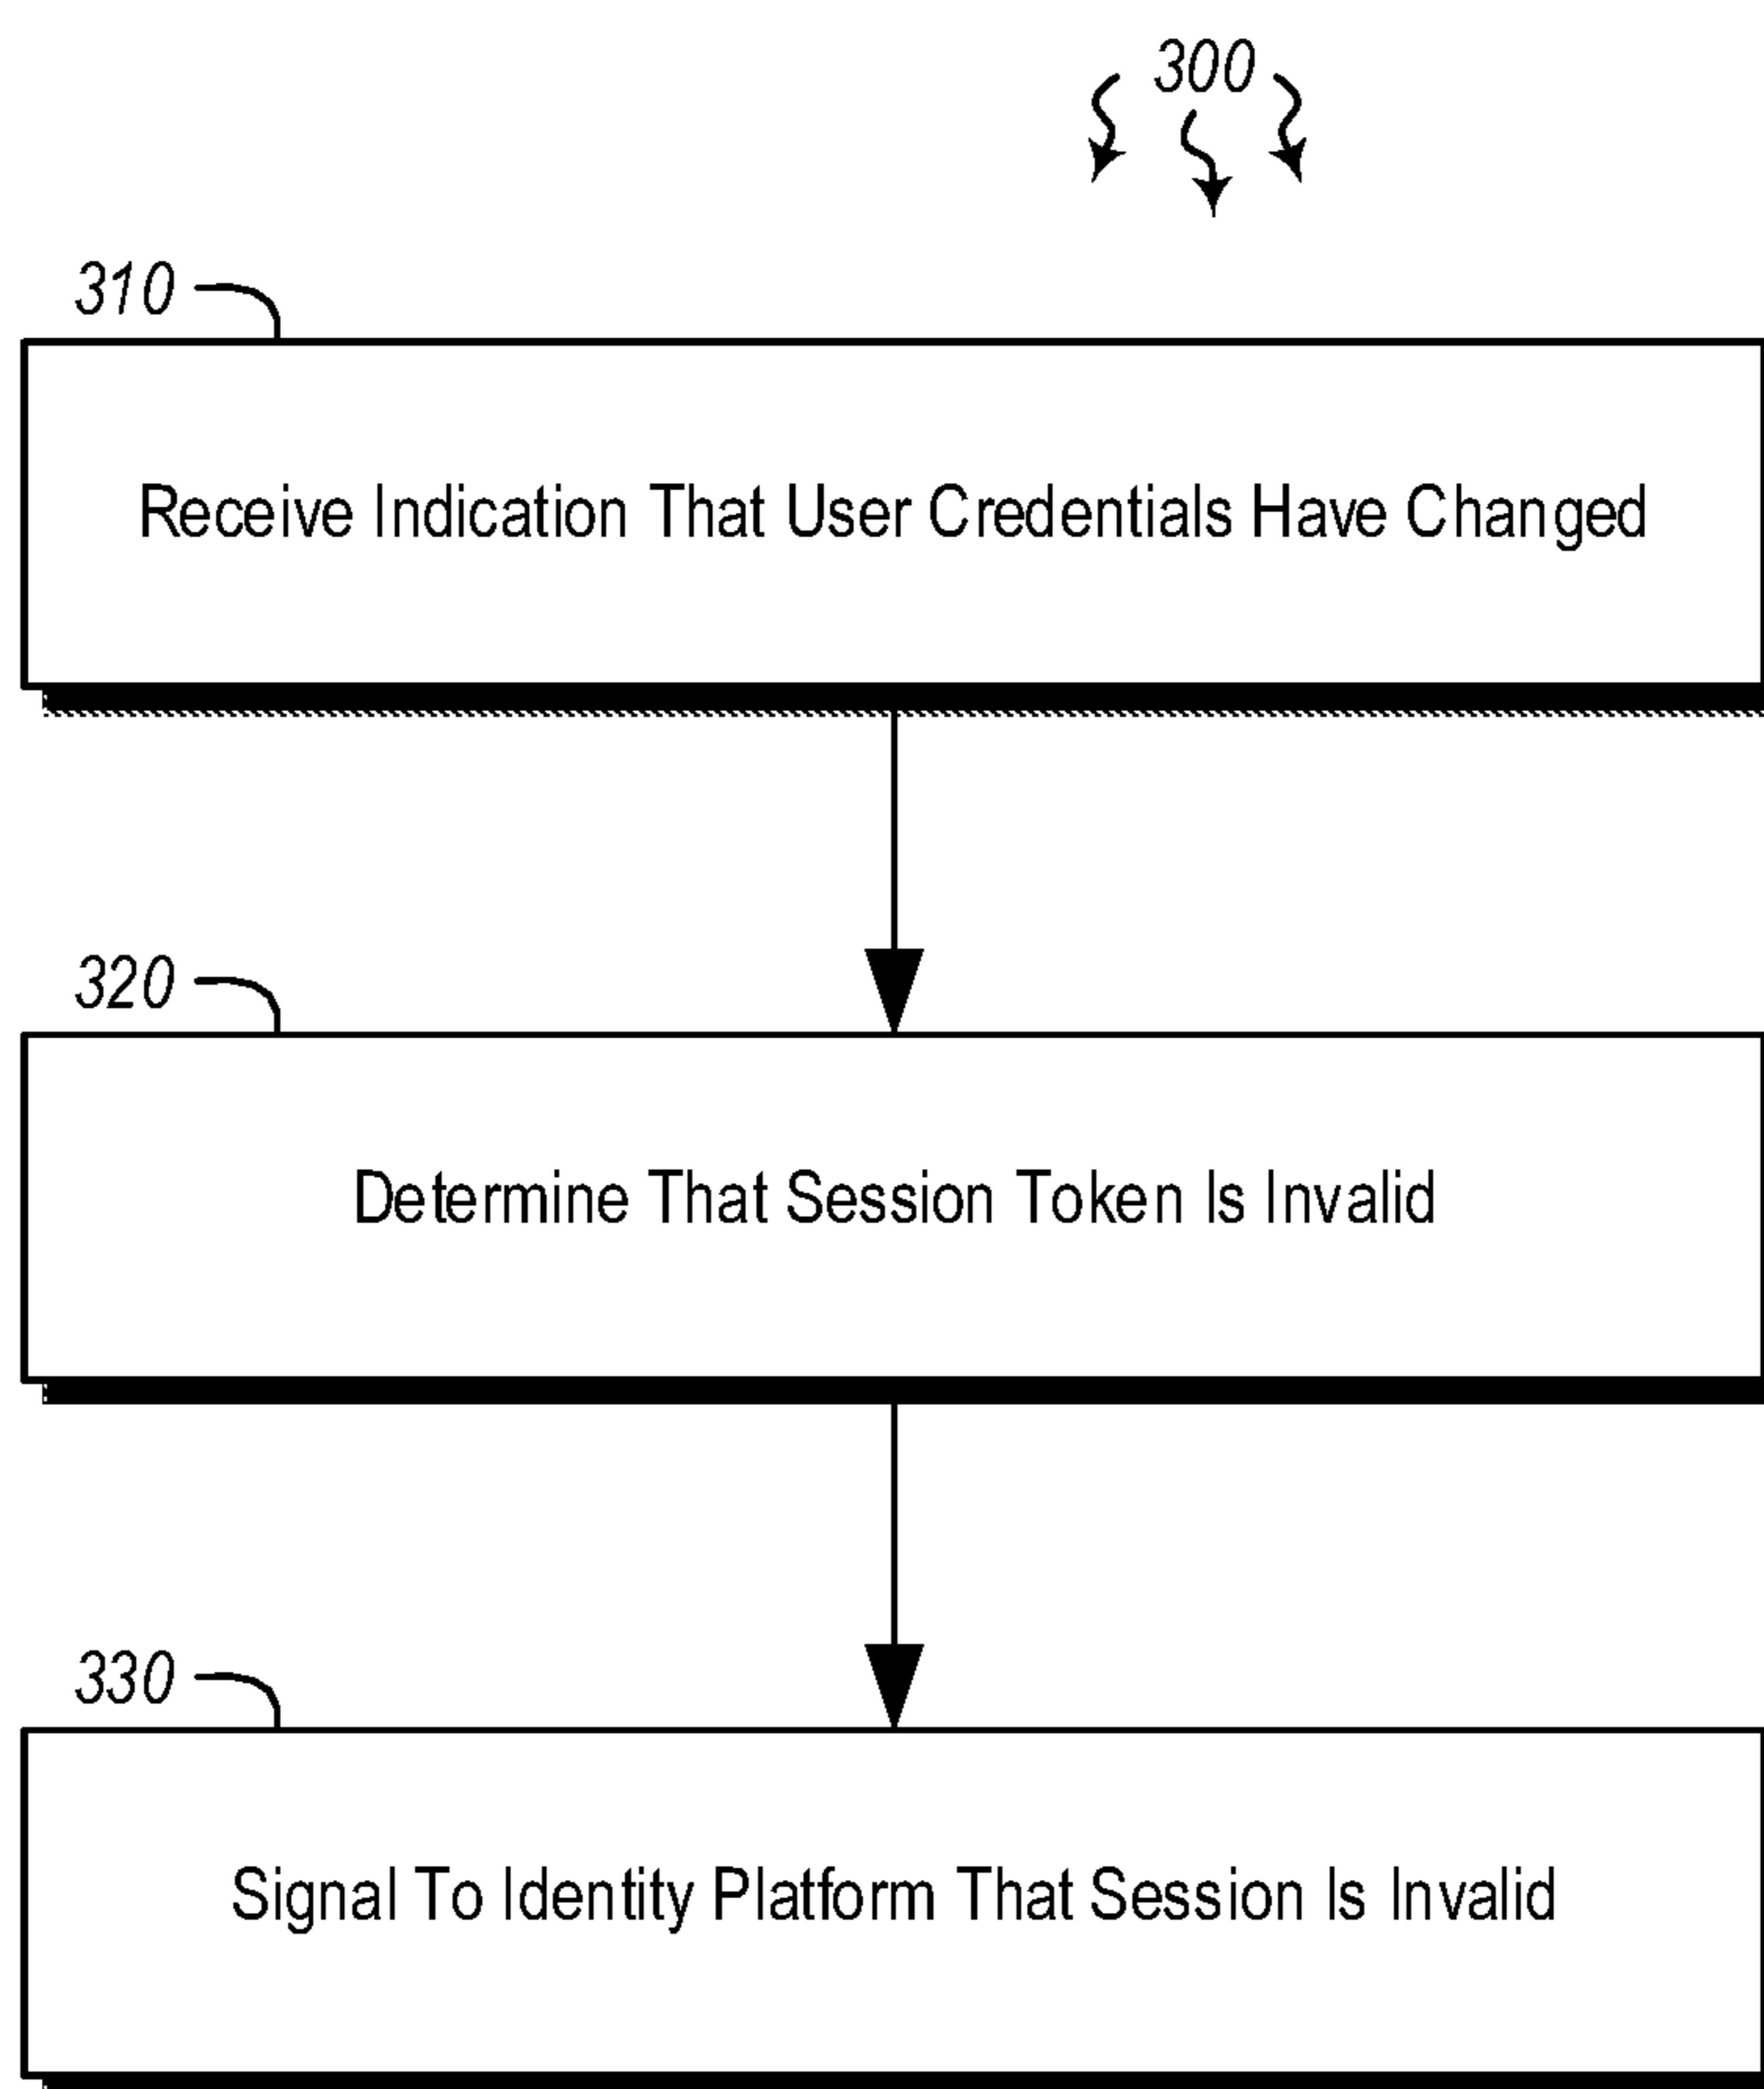 300
310
Receive Indication That User Credentials Have Changed
320
Determine That Session Token Is Invalid
330
Signal To Identity Platform That Session Is Invalid